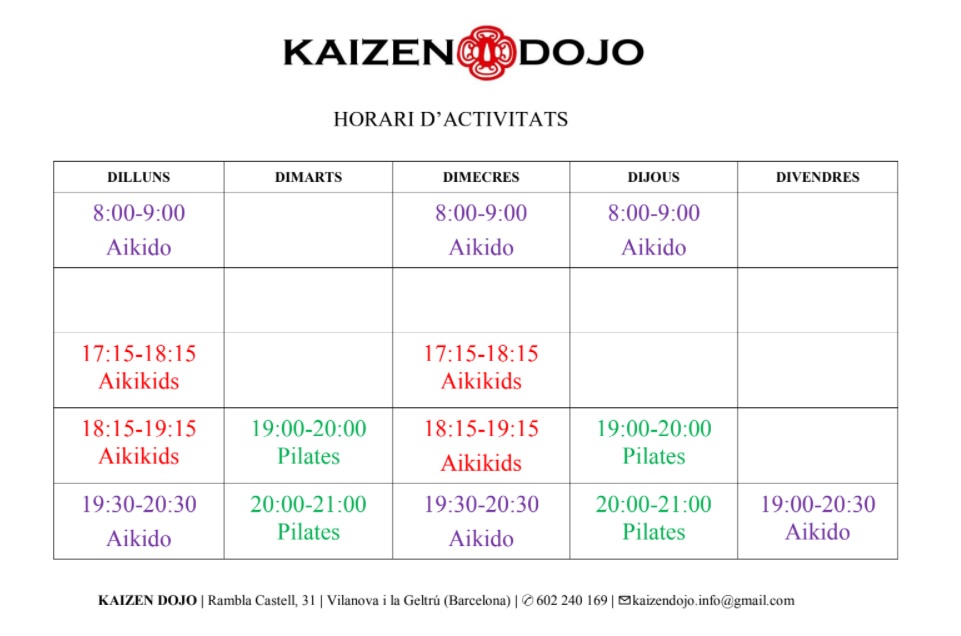 KAIZEN DOJO
HORARI D’ACTIVITATS
DILLUNS DIMARTS DIMECRES DIJOUS DIVENDRES
8:00-9:00 8:00-9:00 8:00-9:00
Aikido Aikido Aikido
17:15-18:15 17:15-18:15
Aikikids Aikikids
18:15-19:15 19:00-20:00 18:15-19:15 19:00-20:00
Aikikids Pilates Aikikids Pilates
19:30-20:30 20:00-21:00 19:30-20:30 20:00-21:00 19:00-20:30
Aikido Pilates Aikido Pilates Aikido
KAIZEN DOJO | Rambla Castell, 31 | Vilanova i la Geltrú (Barcelona) | ✆ 602 240 169 | ✉kaizendojo.info@gmail.com